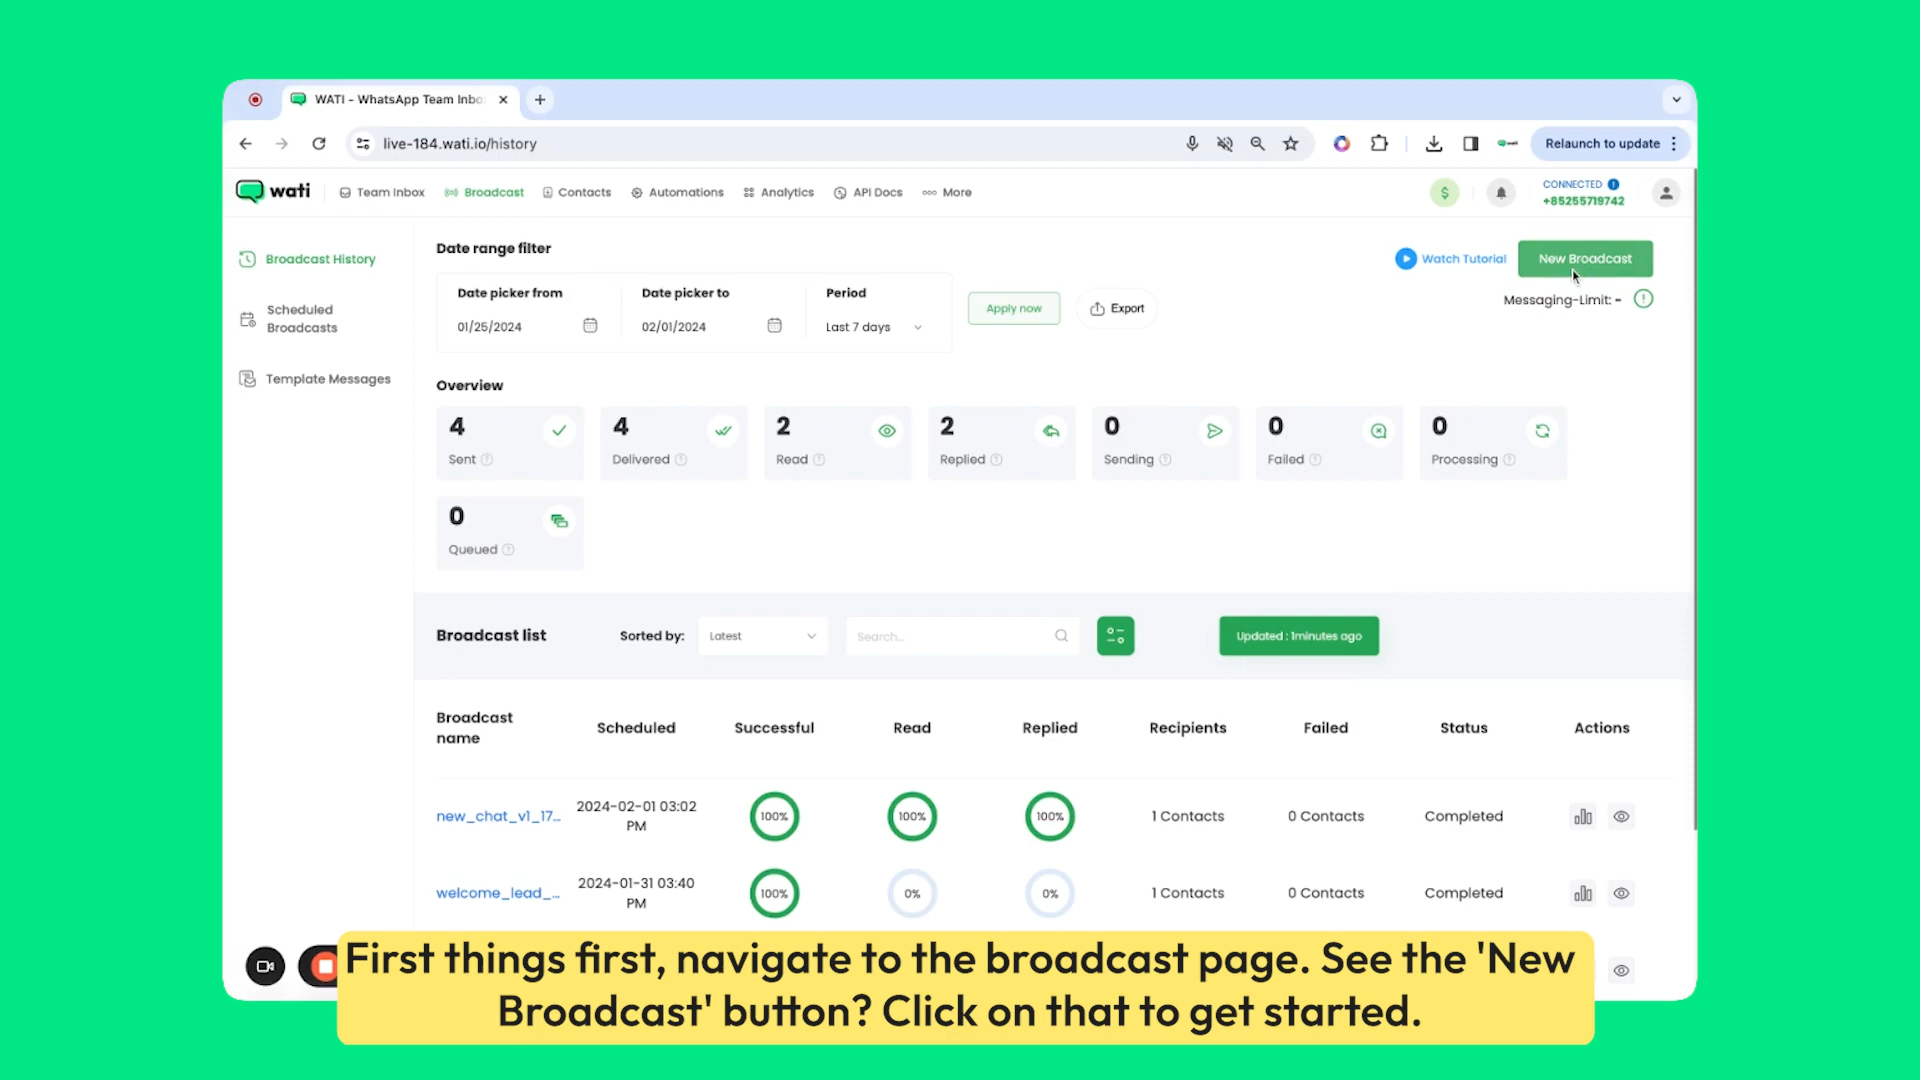 WATI - WhatsApp Team Inbo
live-184.wati.io/history
Relaunch to update
wati
Team Inbox
Broadcast
Contacts
Automations
Analytics
API Docs
More
$
CONNECTED
+85255719742
Broadcast History
Scheduled
Broadcasts
Template Messages
Date range filter
Date picker from
01/25/2024
Date picker to
02/01/2024
Period
Last 7 days
Apply now
Export
Watch Tutorial
New Broadcast
Messaging-Limit: -
Overview
4
Sent
4
Delivered
2
Read
2
Replied
0
Sending
0
Failed
0
Processing
0
Queued
Broadcast list
Sorted by:
Latest
Search...
Updated : 1minutes ago
Broadcast
name
Scheduled
Successful
Read
Replied
Recipients
Failed
Status
Actions
new_chat_v1_17...
2024-02-01 03:02
PM
100%
100%
100%
1 Contacts
0 Contacts
Completed
welcome_lead_...
2024-01-31 03:40
PM
100%
0%
0%
1 Contacts
0 Contacts
Completed
First things first, navigate to the broadcast page. See the 'New
Broadcast' button? Click on that to get started.